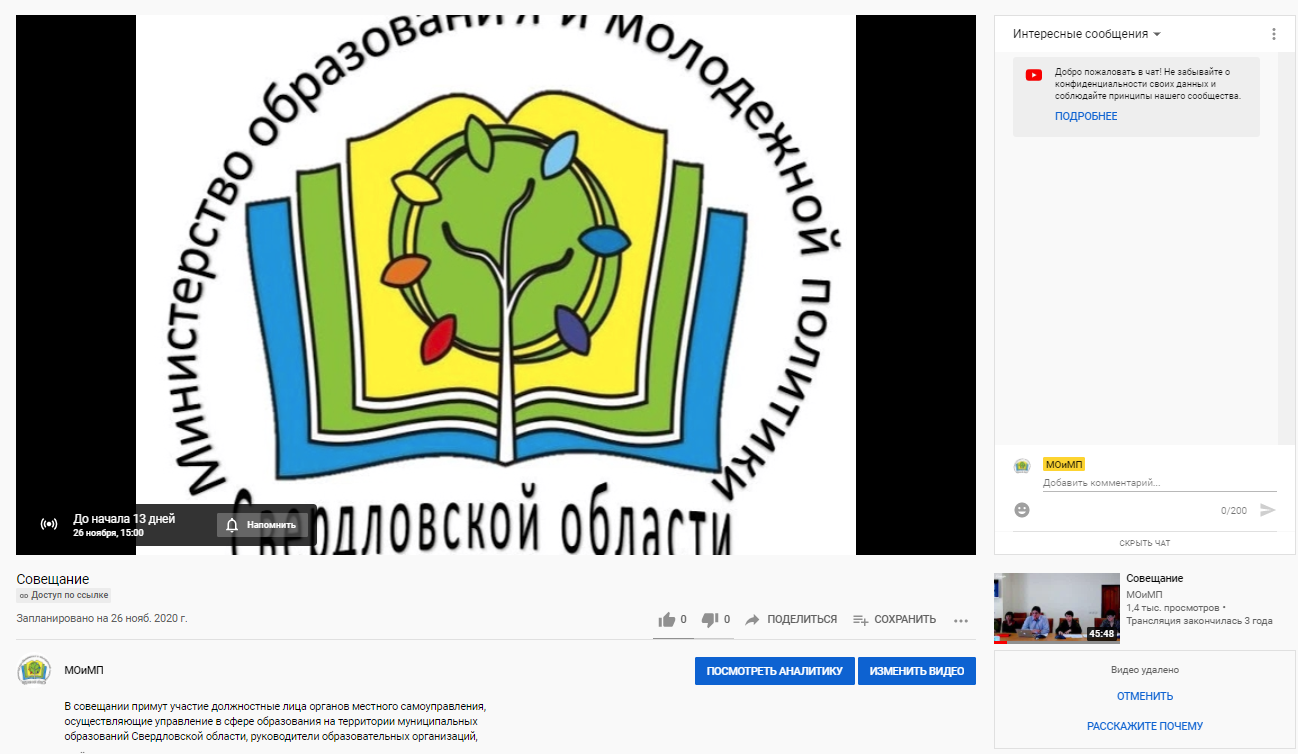 Министерство образования и молодежной политики
Свердловской области
До начала 13 дней
26 ноября, 15:00
Напомнить
Совещание
Доступ по ссылке
Запланировано на 26 нояб. 2020 г.
0
0
ПОДЕЛИТЬСЯ
СОХРАНИТЬ
МОиМП
ПОСМОТРЕТЬ АНАЛИТИКУ
ИЗМЕНИТЬ ВИДЕО
В совещании примут участие должностные лица органов местного самоуправления,
осуществляющие управление в сфере образования на территории муниципальных
образований Свердловской области, руководители образовательных организаций,
Интересные сообщения
Добро пожаловать в чат! Не забывайте о
конфиденциальности своих данных и
соблюдайте принципы нашего сообщества.
ПОДРОБНЕЕ
МОиМП
Добавить комментарий...
0/200
СКРЫТЬ ЧАТ
45:48
Совещание
МОиМП
1,4 тыс. просмотров •
Трансляция закончилась 3 года
Видео удалено
ОТМЕНИТЬ
РАССКАЖИТЕ ПОЧЕМУ